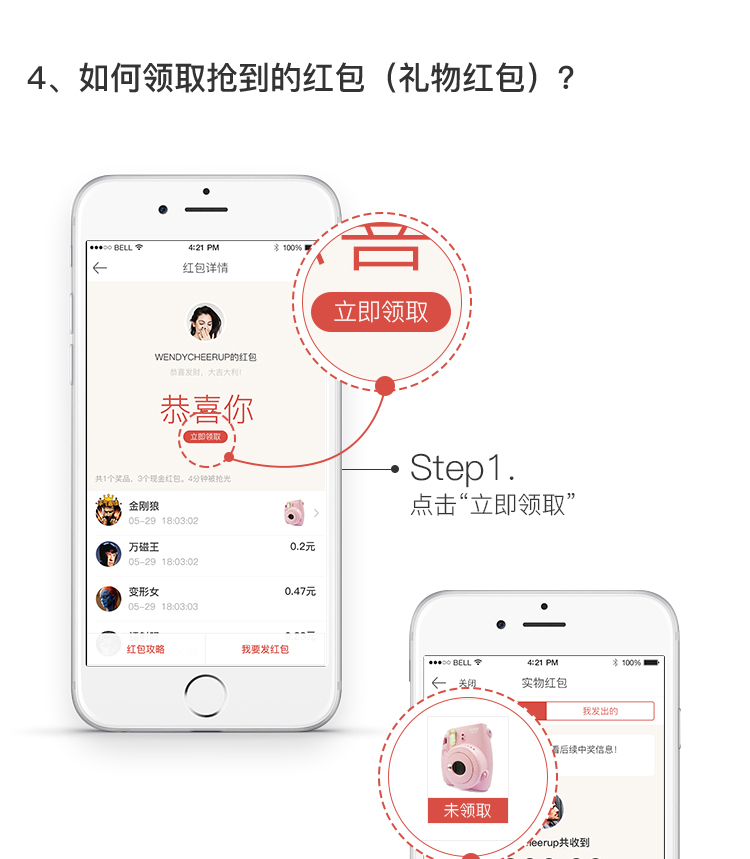 4、如何领取抢到的红包（礼物红包）?
BELL
4:21 PM
100%
红包详情
WENDYCHEERUP的红包
恭喜发财，大吉大利!
恭喜你
立即领取
立即领取
共1个奖品，3个现金红包。4分钟被抢光
金刚狼
05-29 18:03:02
万磁王
0.2元
05-29 18:03:02
变形女
0.47元
05-29 18:03:03
红包攻略
我要发红包
Step1.
点击“立即领取”
BELL
4:21 PM
100%
关闭
实物红包
我发出的
看后续中奖信息!
未领取
cheerup共收到